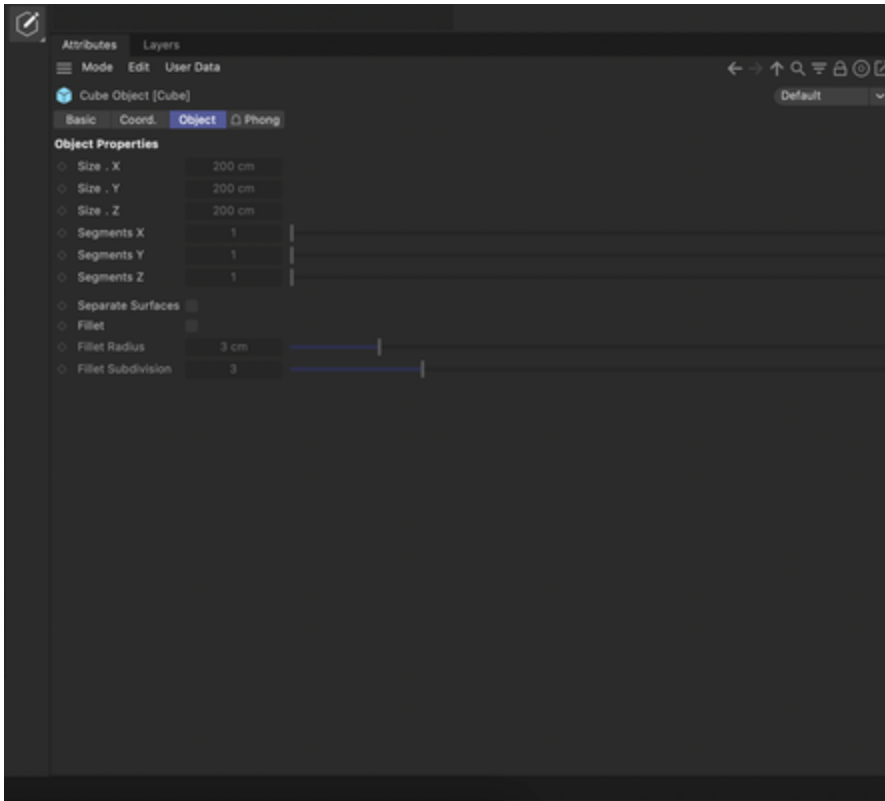 Attributes Layers
Mode Edit User Data
Cube Object [Cube]
Default
Basic Coord. Object Phong
Object Properties
Size . X 200 cm
Size . Y 200 cm
Size . Z 200 cm
Segments X 1
Segments Y 1
Segments Z 1
Separate Surfaces
Fillet
Fillet Radius 3 cm
Fillet Subdivision 3